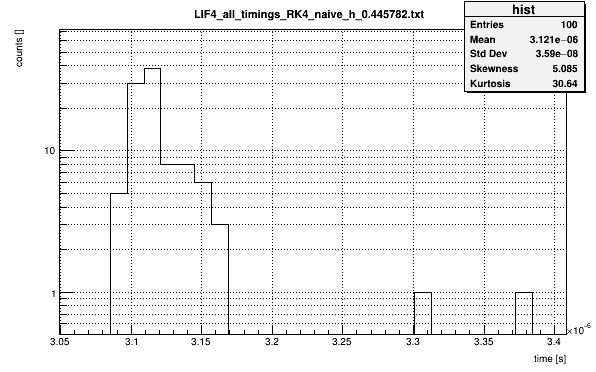 LIF4_all_timings_RK4_naive_h_0.445782.txt
hist
Entries 100
Mean 3.121e−06
Std Dev 3.59e−08
Skewness 5.085
Kurtosis 30.64
counts []
10
1
3.05 3.1 3.15 3.2 3.25 3.3 3.35 3.4
×10⁻⁶
time [s]